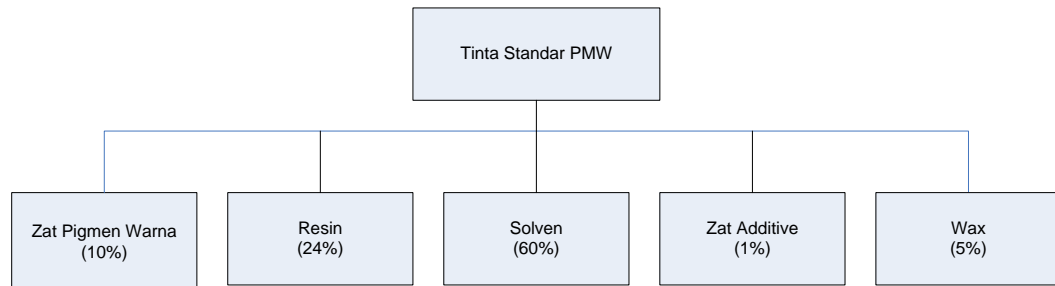 Tinta Standar PMW
Zat Pigmen Warna
(10%)
Resin
(24%)
Solven
(60%)
Zat Additive
(1%)
Wax
(5%)